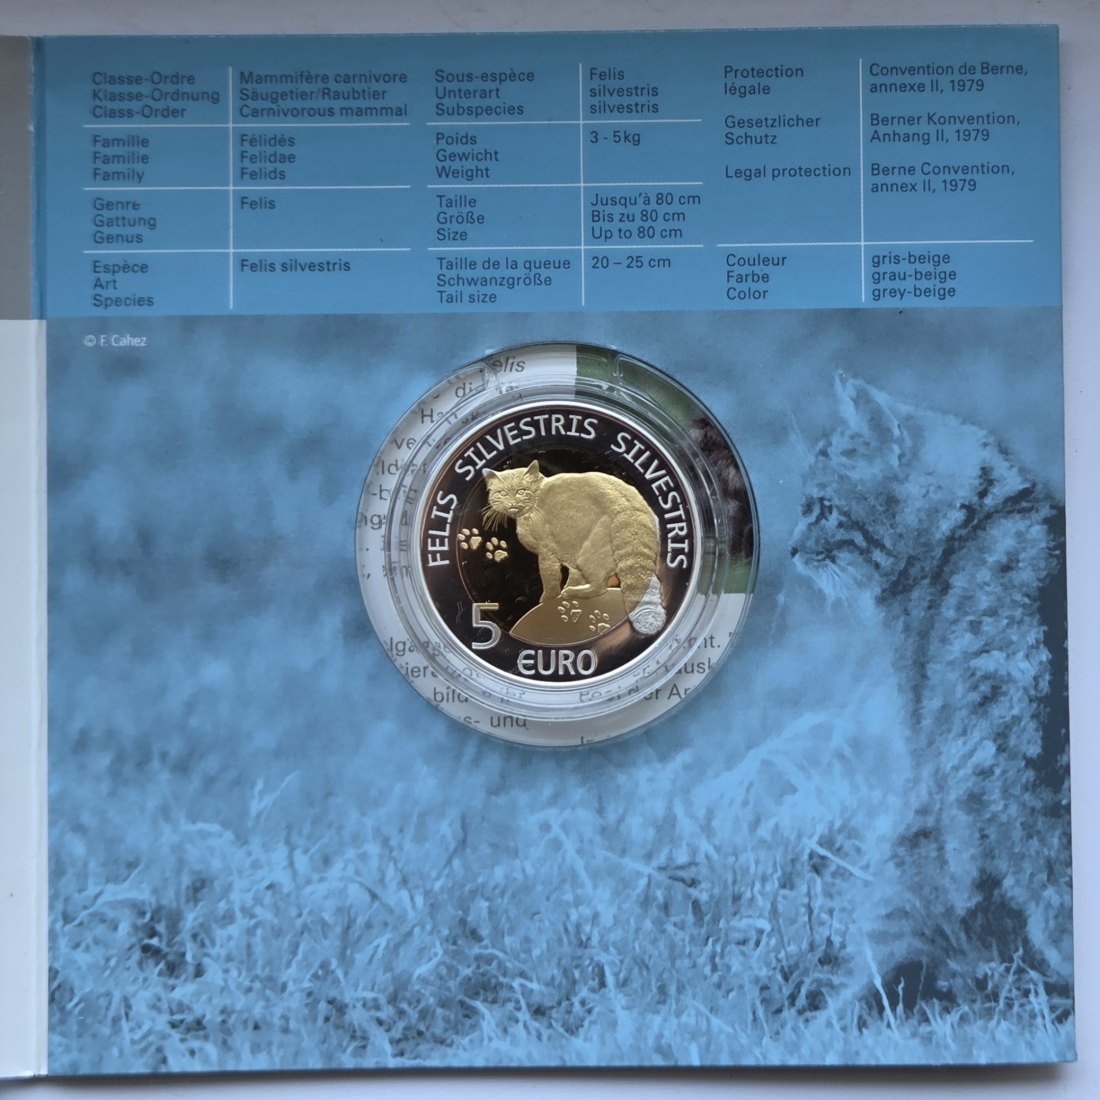 Classe-Ordre
Klasse-Ordnung
Class-Order
Mammifère carnivore
Säugetier/Raubtier
Carnivorous mammal
Famille
Familie
Family
Félidés
Felidae
Felids
Genre
Gattung
Genus
Felis
Espèce
Art
Species
Felis silvestris
Sous-espèce
Unterart
Subspecies
Felis
silvestris
silvestris
Poids
Gewicht
Weight
3 - 5kg
Taille
Größe
Size
Jusqu'à 80 cm
Bis zu 80 cm
Up to 80 cm
Taille de la queue
Schwanzgröße
Tail size
20 – 25 cm
Protection
légale
Gesetzlicher
Schutz
Legal protection
Convention de Berne,
annexe II, 1979
Berner Konvention,
Anhang II, 1979
Berne Convention,
annex II, 1979
Couleur
Farbe
Color
gris-beige
grau-beige
grey-beige
© F. Cahez
FELIS SILVESTRIS SILVESTRIS
5
€URO
und